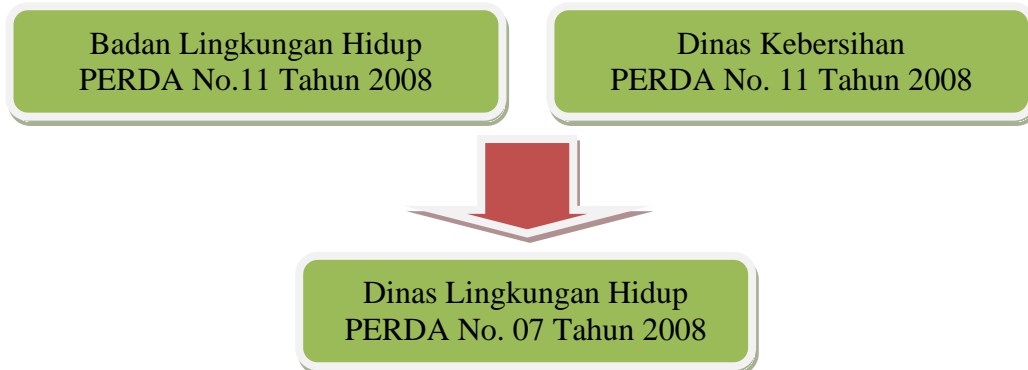 Badan Lingkungan Hidup
PERDA No.11 Tahun 2008
Dinas Kebersihan
PERDA No. 11 Tahun 2008
Dinas Lingkungan Hidup
PERDA No. 07 Tahun 2008